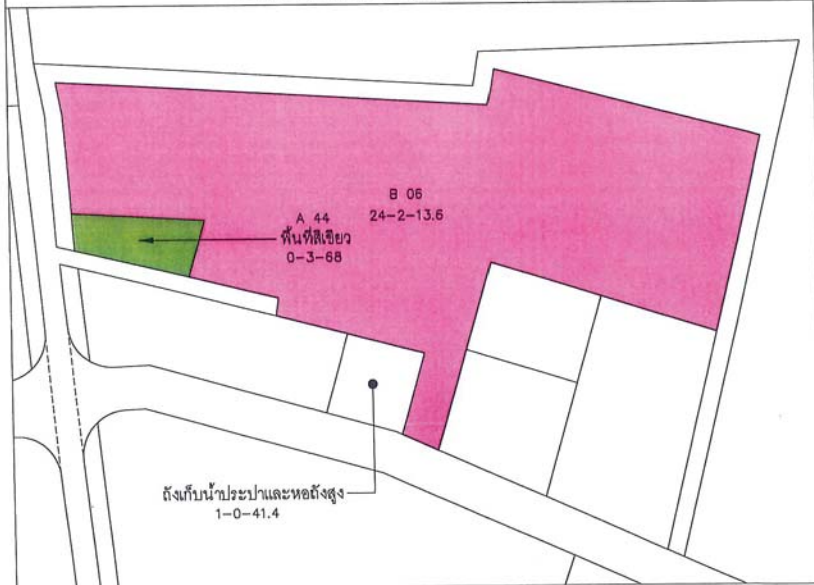 B 06
24-2-13.6
A 44
พื้นที่สีเขียว
0-3-68
ถังเก็บน้ำประปาและหอถังสูง
1-0-41.4